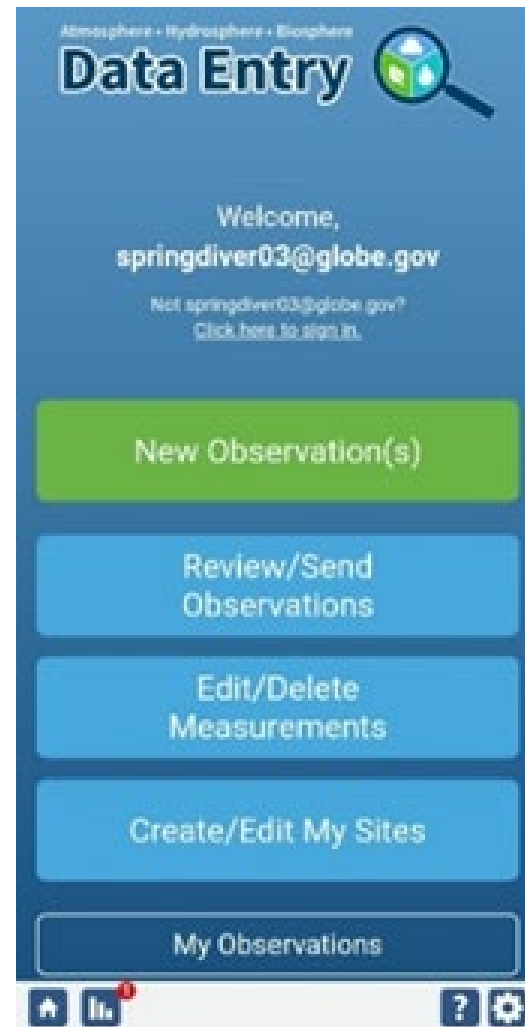 Atmosphere • Hydrosphere • Biosphere
Data Entry
Welcome,
springdiver03@globe.gov
Not springdiver03@globe.gov?
Click here to sign in.
New Observation(s)
Review/Send
Observations
Edit/Delete
Measurements
Create/Edit My Sites
My Observations
?